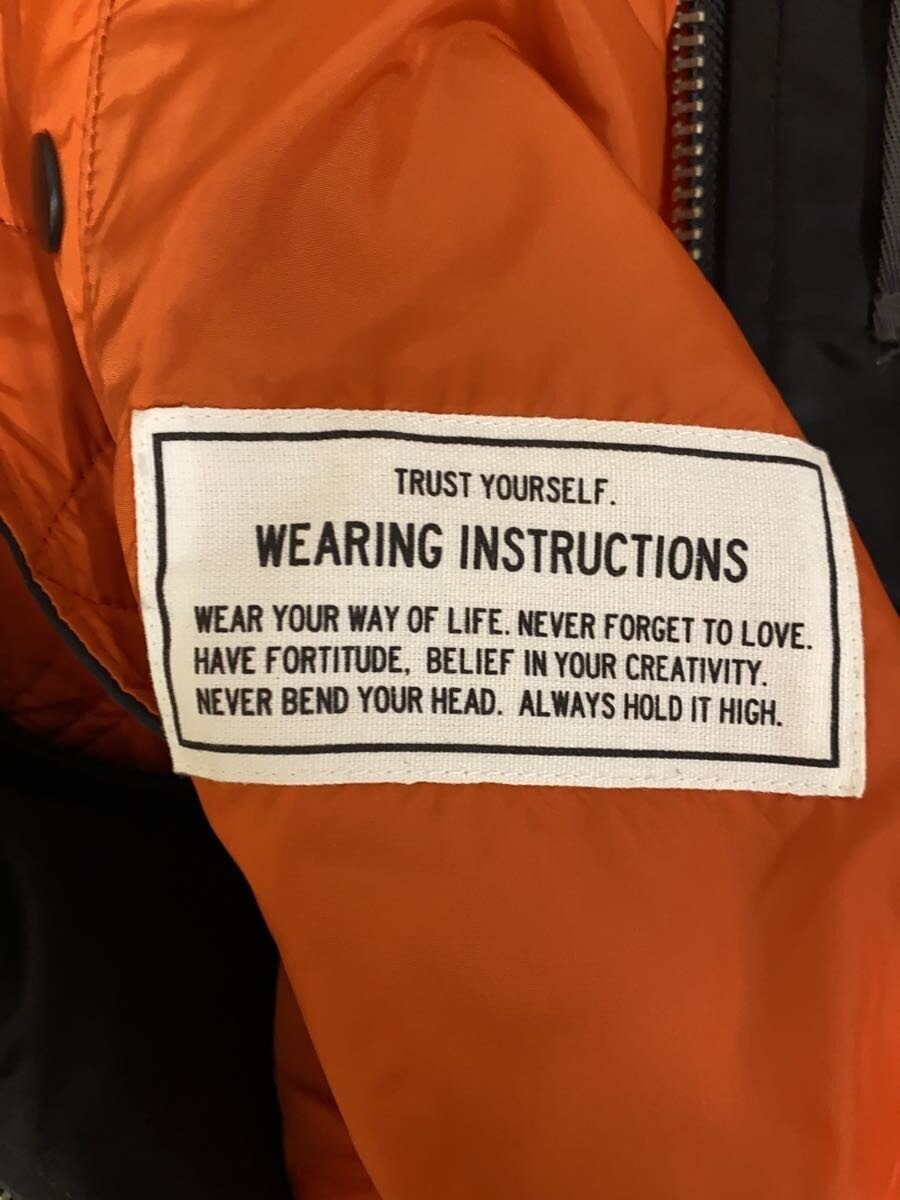 TRUST YOURSELF.
WEARING INSTRUCTIONS
WEAR YOUR WAY OF LIFE. NEVER FORGET TO LOVE.
HAVE FORTITUDE, BELIEF IN YOUR CREATIVITY.
NEVER BEND YOUR HEAD. ALWAYS HOLD IT HIGH.